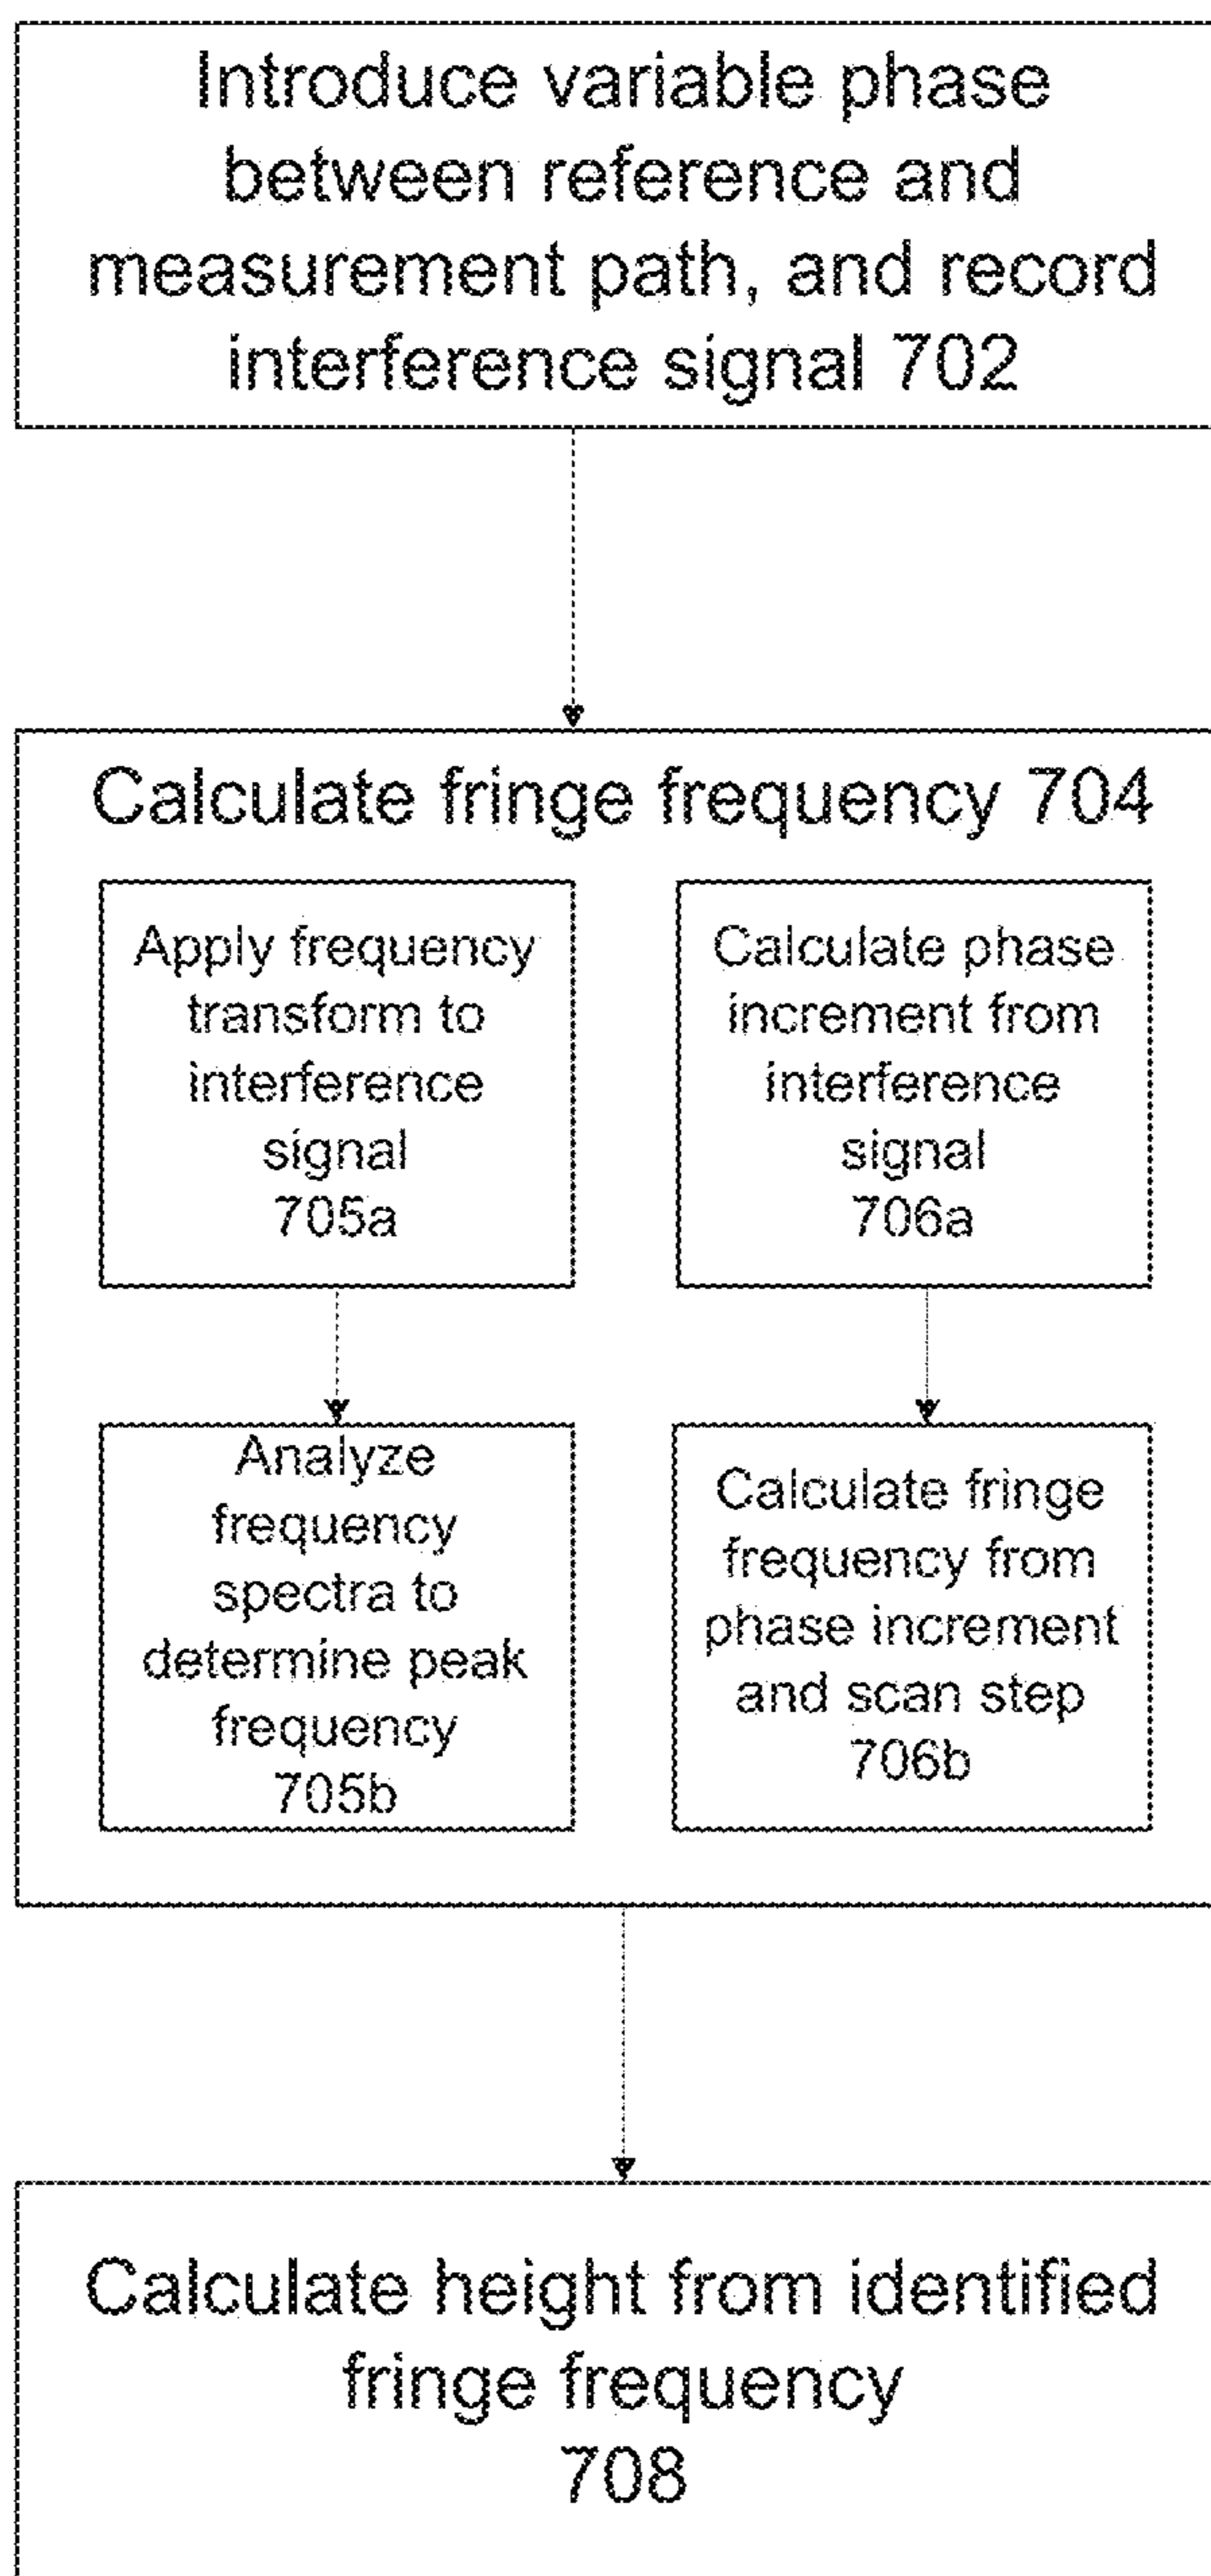 Introduce variable phase
between reference and
measurement path, and record
interference signal 702
Calculate fringe frequency 704
Apply frequency
transform to
interference
signal
705a
Analyze
frequency
spectra to
determine peak
frequency
705b
Calculate phase
increment from
interference
signal
706a
Calculate fringe
frequency from
phase increment
and scan step
706b
Calculate height from identified
fringe frequency
708